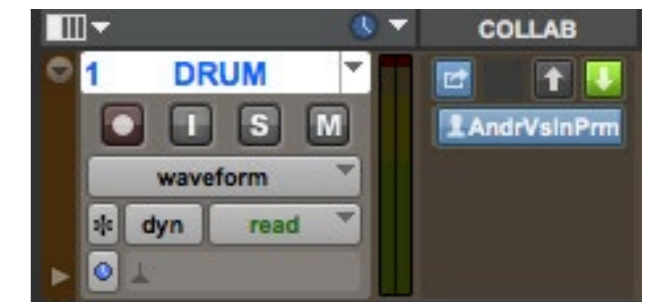 COLLAB
1 DRUM
I S M
AndrVsInPrm
waveform
dyn read